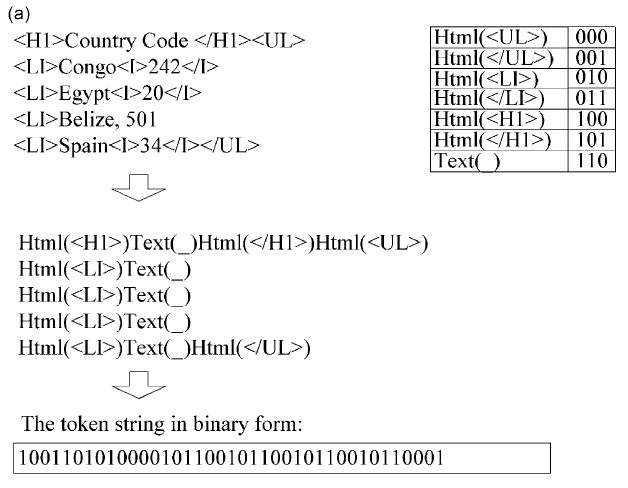 (a)
<H1>Country Code </H1><UL>
<LI>Congo<I>242</I>
<LI>Egypt<I>20</I>
<LI>Belize, 501
<LI>Spain<I>34</I></UL>
Html(<UL>) 000
Html(</UL>) 001
Html(<LI>) 010
Html(</LI>) 011
Html(<H1>) 100
Html(</H1>) 101
Text(_) 110
Html(<H1>)Text(_)Html(</H1>)Html(<UL>)
Html(<LI>)Text(_)
Html(<LI>)Text(_)
Html(<LI>)Text(_)
Html(<LI>)Text(_)Html(</UL>)
The token string in binary form:
100110101000010110010110010110010110001